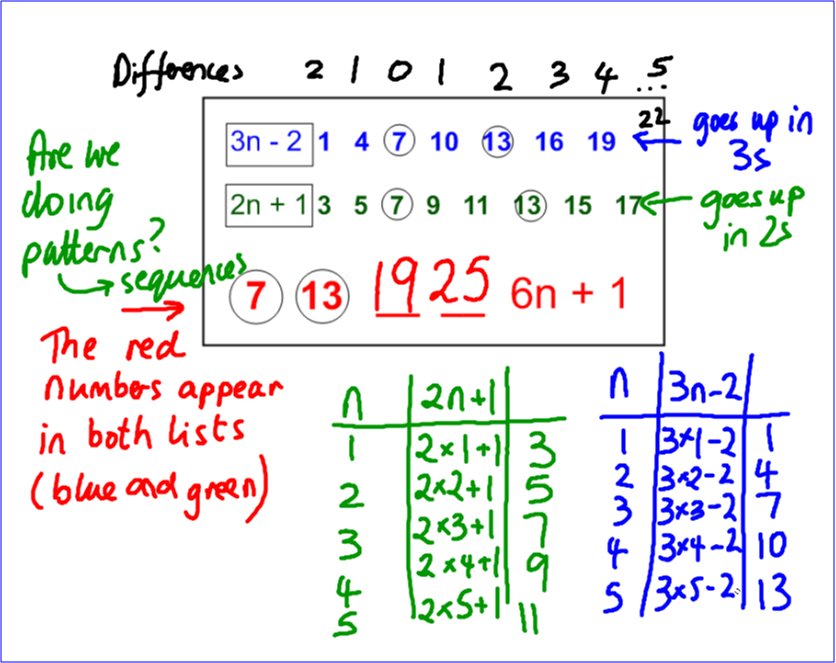 Differences 2 1 0 1 2 3 4 5
...
22
3n - 2 1 4 7 10 13 16 19
goes up in
3s
Are we
doing
patterns?
sequences
2n + 1 3 5 7 9 11 13 15 17
goes up
in 2s
7 13 19 25 6n + 1
The red
numbers appear
in both lists
(blue and green)
n 2n+1
1 2×1+1 3
2 2×2+1 5
3 2×3+1 7
4 2×4+1 9
5 2×5+1 11
n 3n-2
1 3×1-2 1
2 3×2-2 4
3 3×3-2 7
4 3×4-2 10
5 3×5-2 13